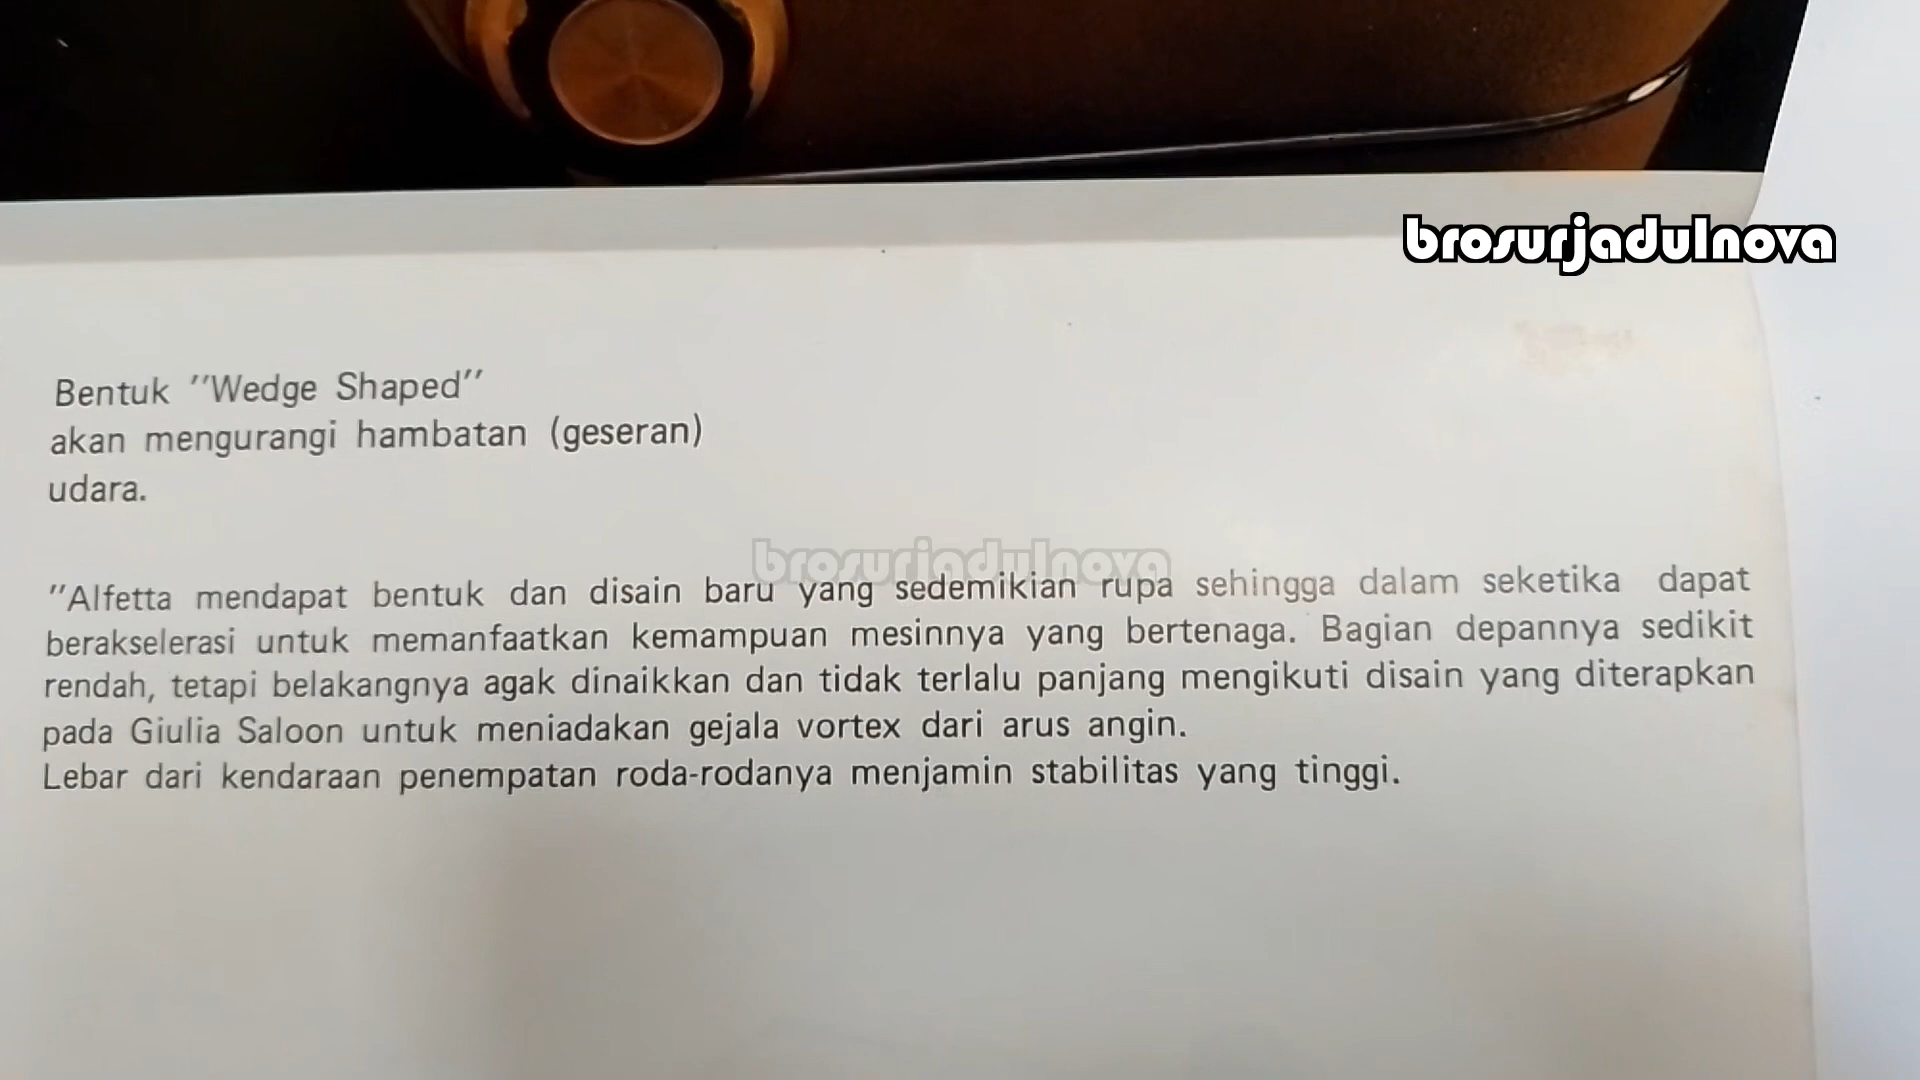 brosurjadulnova
Bentuk ''Wedge Shaped''
akan mengurangi hambatan (geseran)
udara.
brosurjadulnova
''Alfetta mendapat bentuk dan disain baru yang sedemikian rupa sehingga dalam seketika dapat
berakselerasi untuk memanfaatkan kemampuan mesinnya yang bertenaga. Bagian depannya sedikit
rendah, tetapi belakangnya agak dinaikkan dan tidak terlalu panjang mengikuti disain yang diterapkan
pada Giulia Saloon untuk meniadakan gejala vortex dari arus angin.
Lebar dari kendaraan penempatan roda-rodanya menjamin stabilitas yang tinggi.